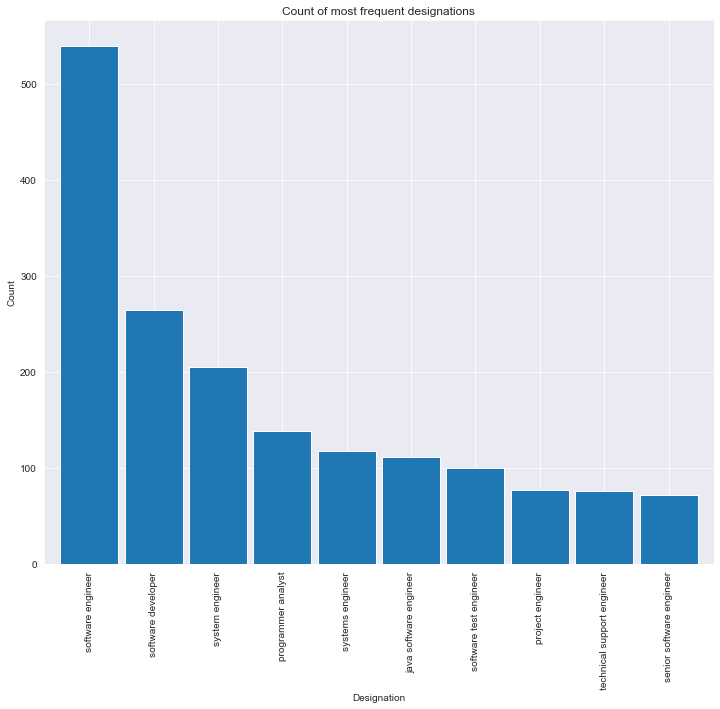 Count of most frequent designations
Count
500
400
300
200
100
0
software engineer
software developer
system engineer
programmer analyst
systems engineer
java software engineer
software test engineer
project engineer
technical support engineer
senior software engineer
Designation